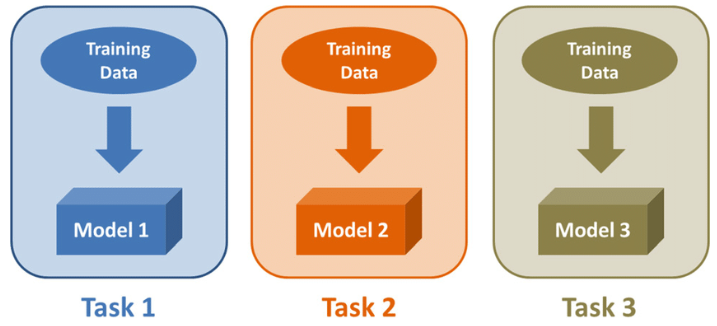 Training
Data
Training
Data
Training
Data
Model 1
Model 2
Model 3
Task 1
Task 2
Task 3